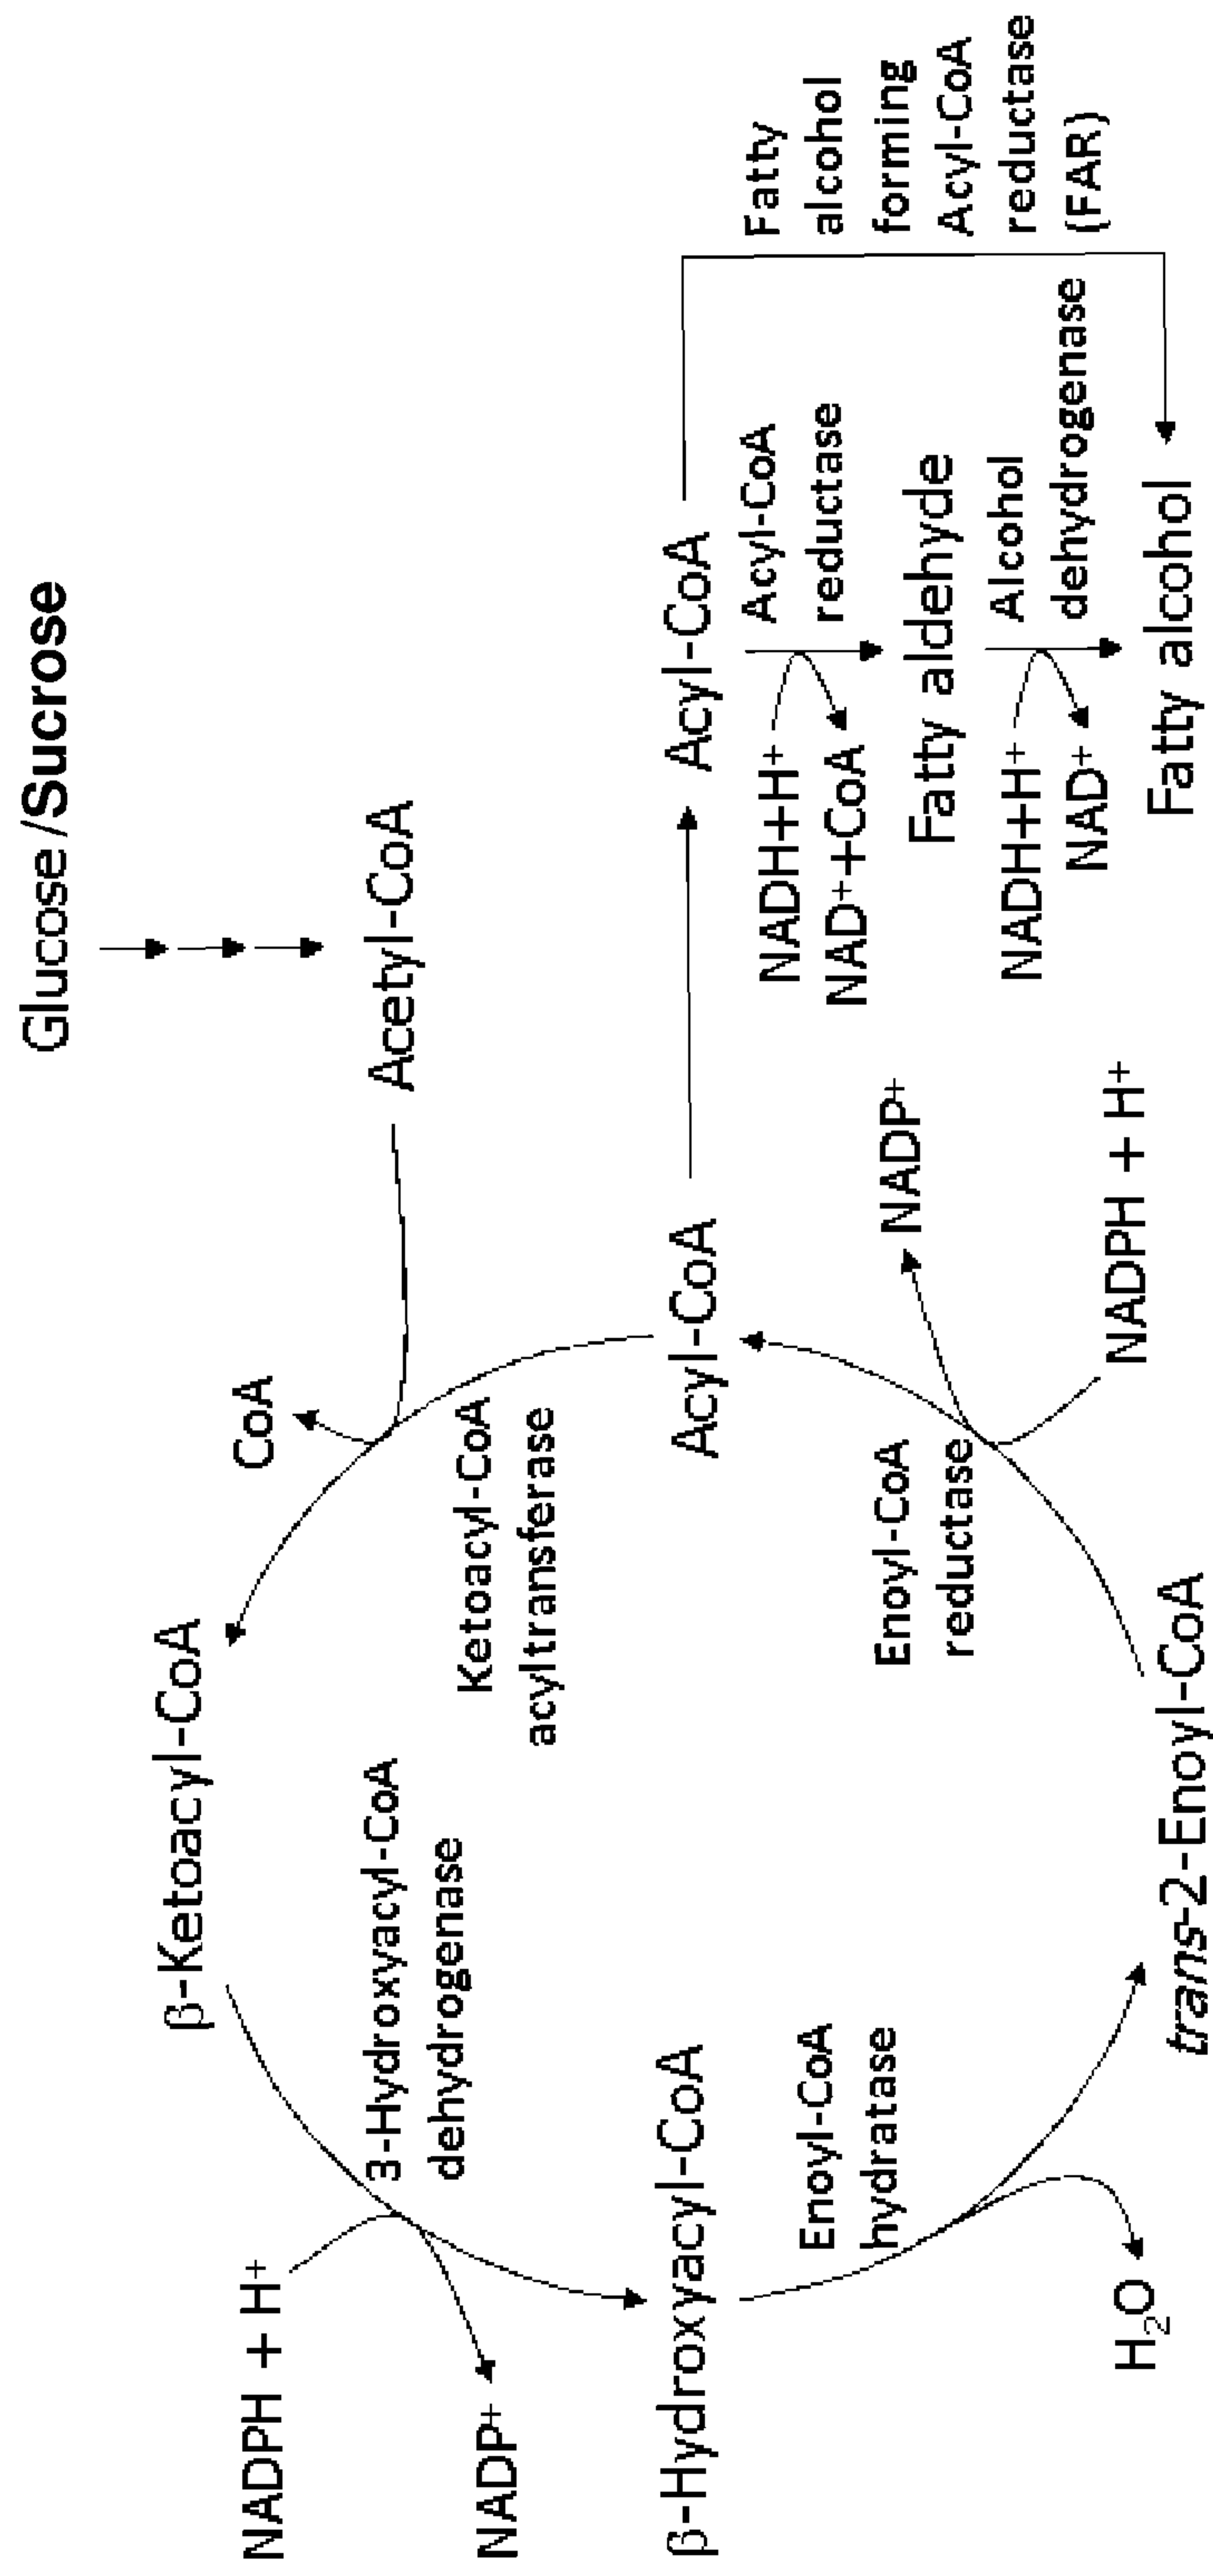 Glucose /Sucrose
Acetyl-CoA
CoA
β-Ketoacyl-CoA
Ketoacyl-CoA
acyltransferase
NADPH + H⁺
3-Hydroxyacyl-CoA
dehydrogenase
NADP⁺
β-Hydroxyacyl-CoA
Enoyl-CoA
hydratase
H₂O
trans-2-Enoyl-CoA
Enoyl-CoA
reductase
NADP⁺
NADPH + H⁺
Acyl-CoA
Acyl-CoA
NADH+H⁺
NAD⁺+CoA
Acyl-CoA
reductase
Fatty aldehyde
NADH+H⁺
NAD⁺
Alcohol
dehydrogenase
Fatty alcohol
Fatty
alcohol
forming
Acyl-CoA
reductase
(FAR)